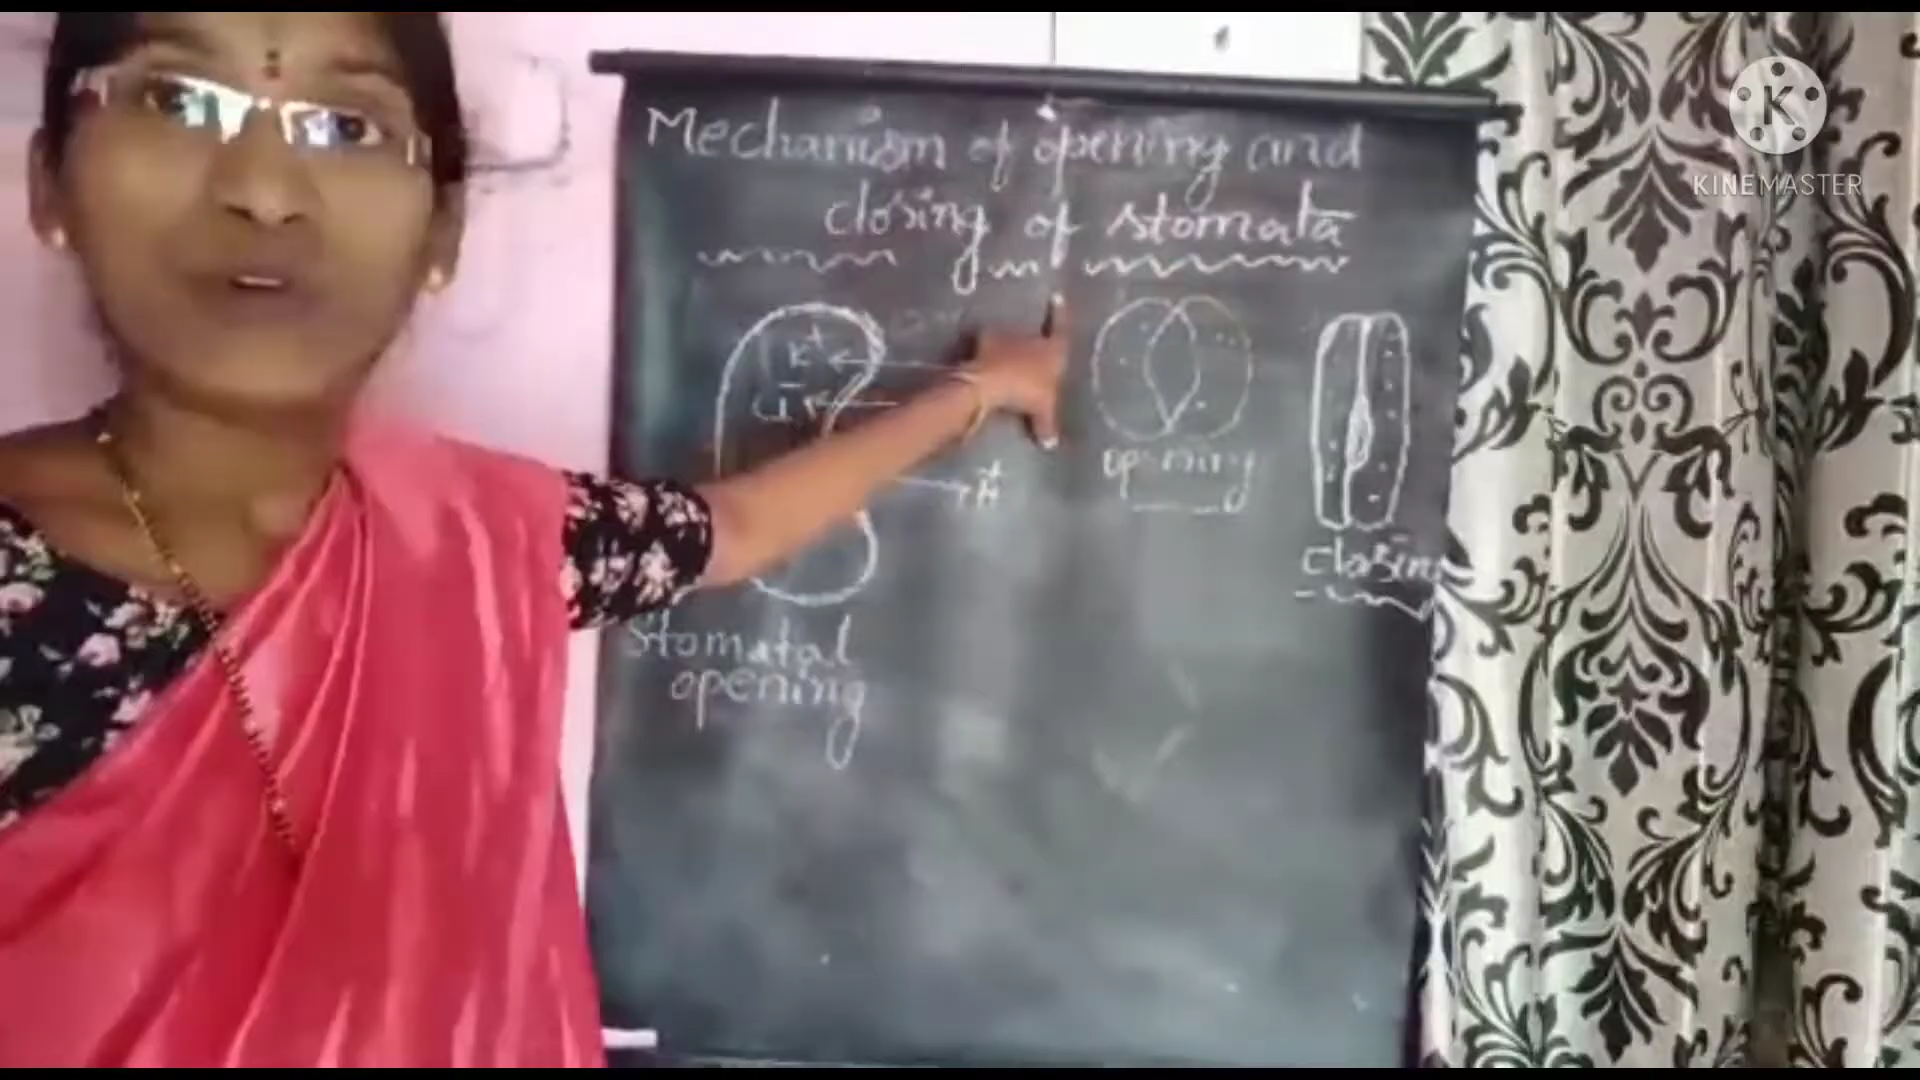 Mechanism of opening and
closing of stomata
K+
H+
opening
closing
Stomatal
opening
KINEMASTER